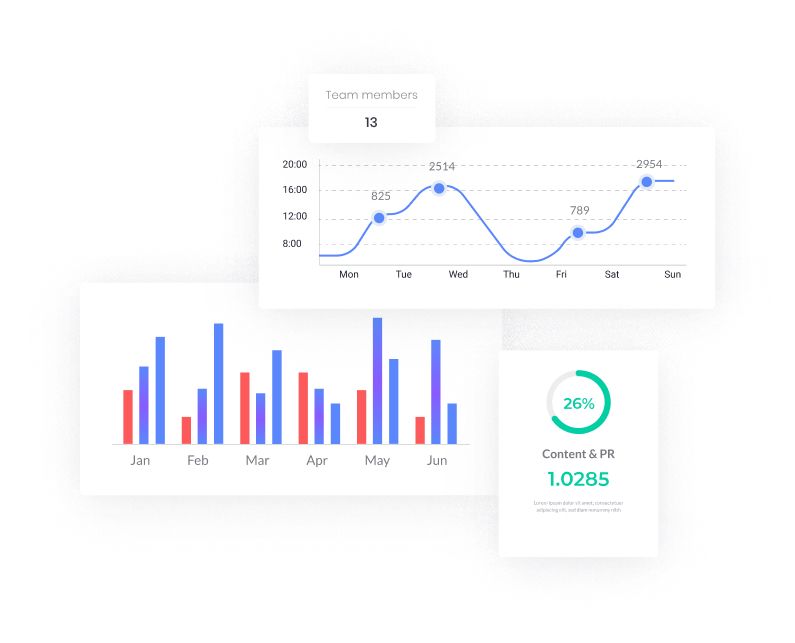 Team members
13
20:00
16:00
12:00
8:00
825
2514
789
2954
Mon Tue Wed Thu Fri Sat Sun
Jan Feb Mar Apr May Jun
26%
Content & PR
1.0285
Lorem ipsum dolor sit amet, consectetuer
adipiscing elit, sed diam nonummy nibh